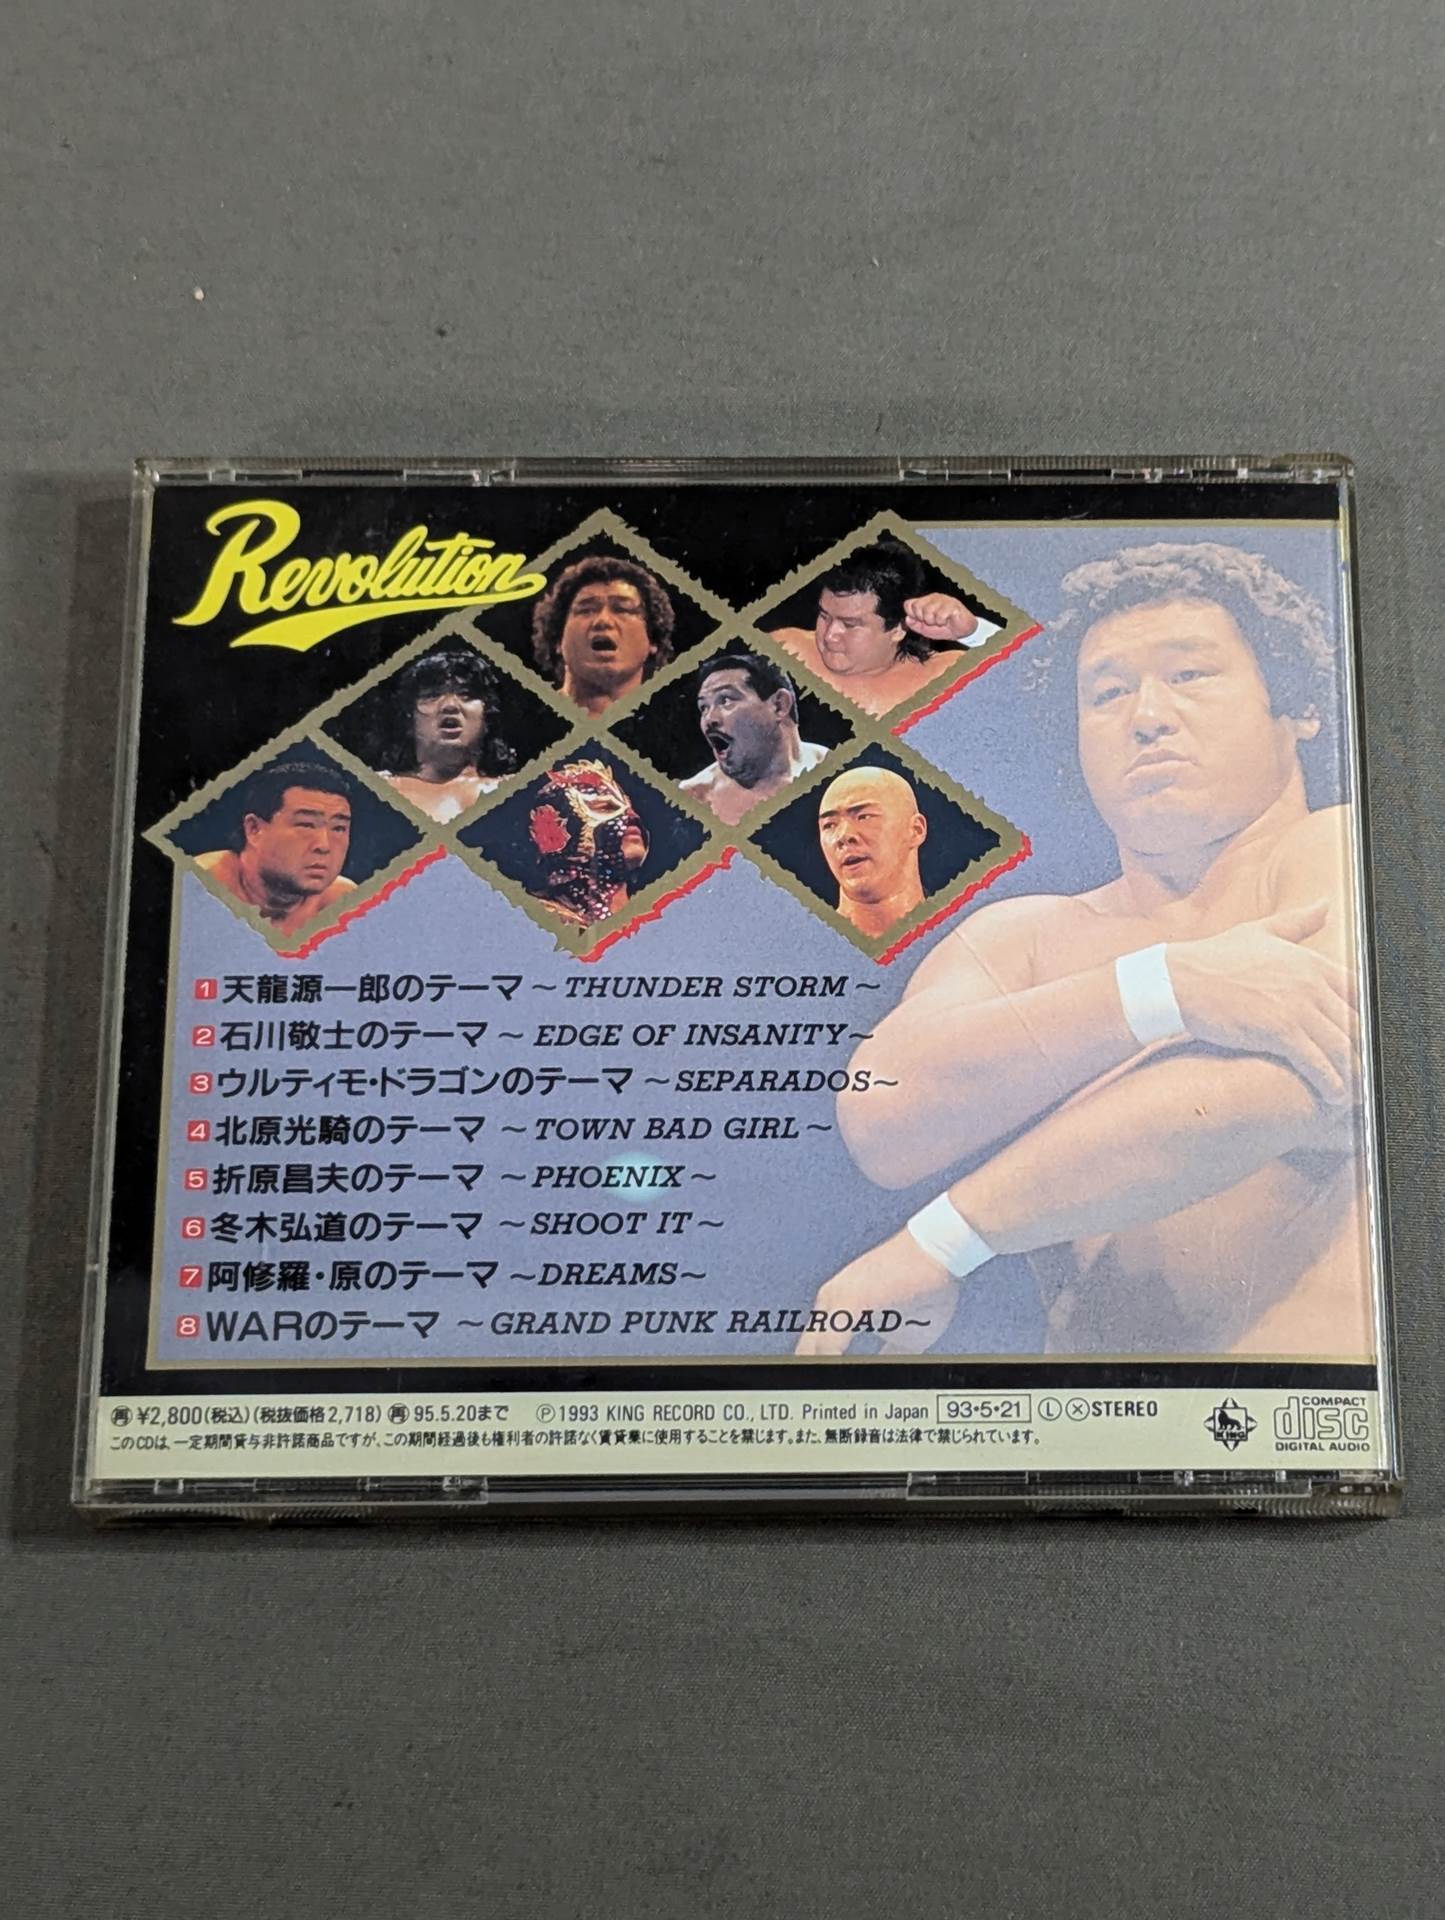 Revolution
1 天龍源一郎のテーマ ～THUNDER STORM～
2 石川敬士のテーマ ～EDGE OF INSANITY～
3 ウルティモ・ドラゴンのテーマ ～SEPARADOS～
4 北原光騎のテーマ ～TOWN BAD GIRL～
5 折原昌夫のテーマ ～PHOENIX～
6 冬木弘道のテーマ ～SHOOT IT～
7 阿修羅・原のテーマ ～DREAMS～
8 WARのテーマ ～GRAND PUNK RAILROAD～
再 ¥2,800(税込)(税抜価格2,718) 再 95.5.20まで Ⓟ1993 KING RECORD CO., LTD. Printed in Japan 93・5・21 Ⓛ Ⓧ STEREO
このCDは、一定期間貸与非許諾商品ですが、この期間経過後も権利者の許諾なく賃貸業に使用することを禁じます。また、無断録音は法律で禁じられています。
KING
COMPACT
disc
DIGITAL AUDIO